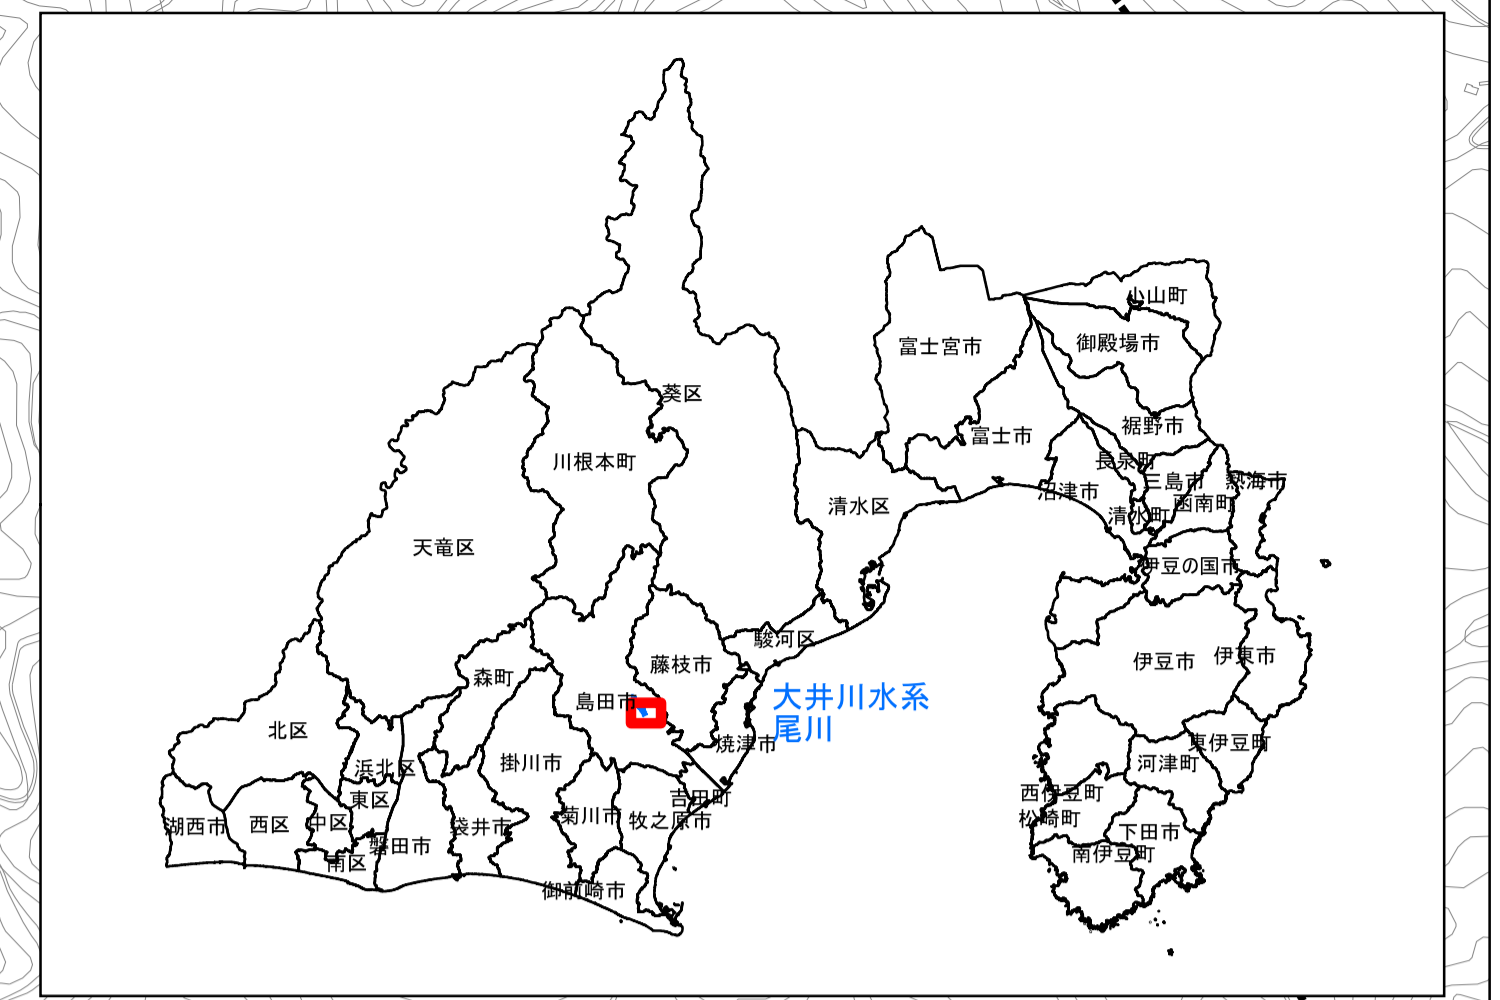 小山町
御殿場市
富士宮市
葵区
裾野市
富士市
長泉町
川根本町
三島市
熱海市
沼津市
函南町
清水区
清水町
天竜区
伊豆の国市
駿河区
伊東市
伊豆市
藤枝市
森町
島田市
大井川水系
尾川
北区
焼津市
東伊豆町
掛川市
河津町
浜北区
西伊豆町
東区
吉田町
松崎町
菊川市
牧之原市
湖西市
西区
中区
袋井市
下田市
磐田市
南伊豆町
南区
御前崎市